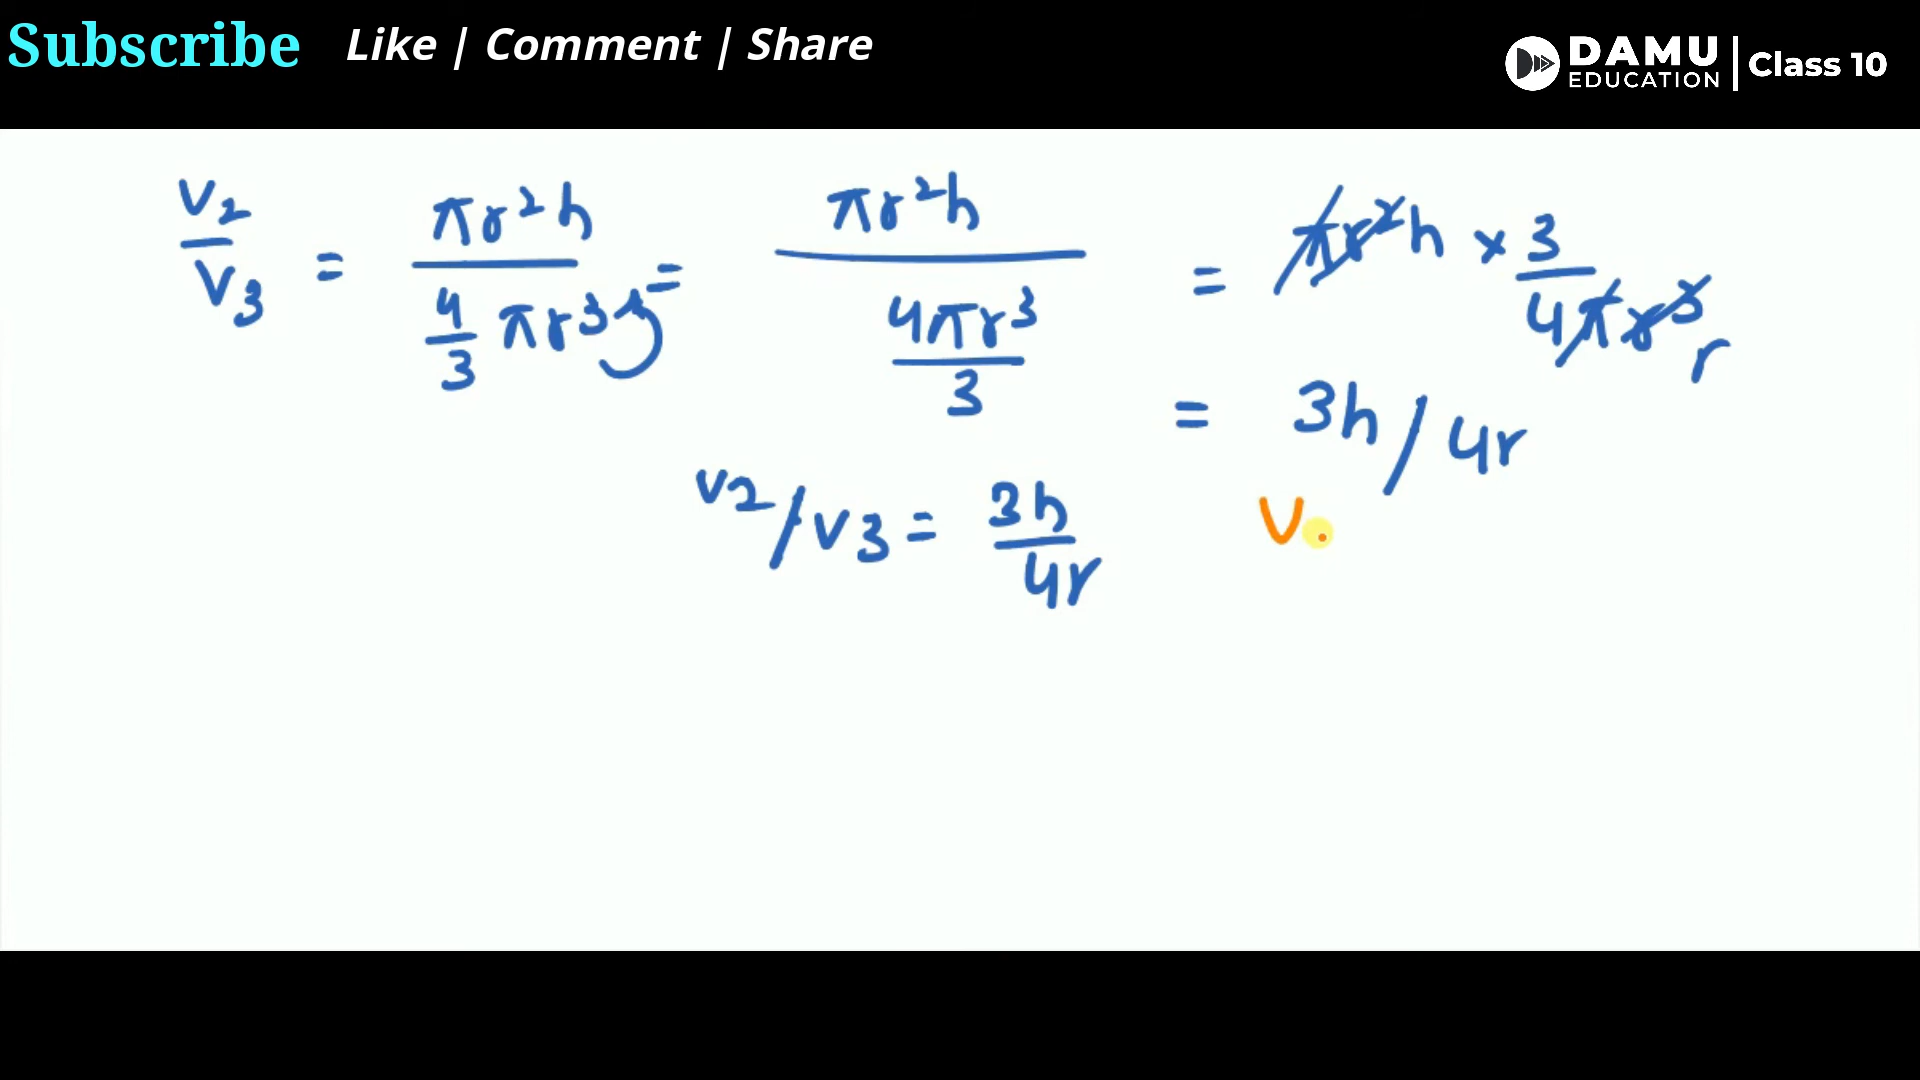 Subscribe Like | Comment | Share
DAMU EDUCATION | Class 10
v2/v3 = πr²h / (4/3 πr³) = πr²h / (4πr³/3) = πr²h × 3/4πr³ r
= 3h/4r
v2/v3 = 3h/4r
V.